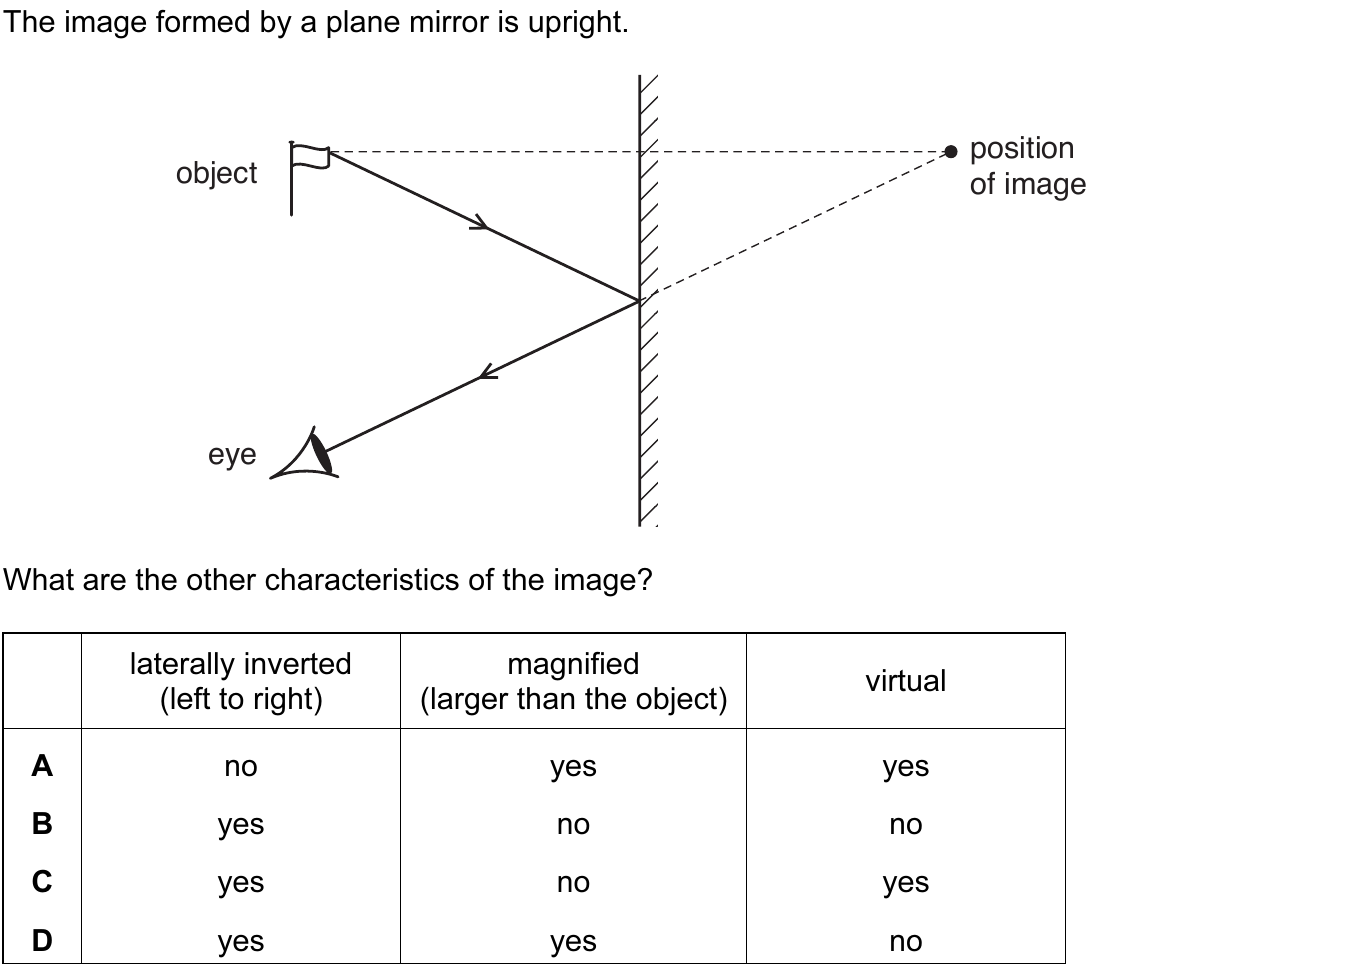 The image formed by a plane mirror is upright.
object
position
of image
eye
What are the other characteristics of the image?
laterally inverted
(left to right)
magnified
(larger than the object)
virtual
A no yes yes
B yes no no
C yes no yes
D yes yes no